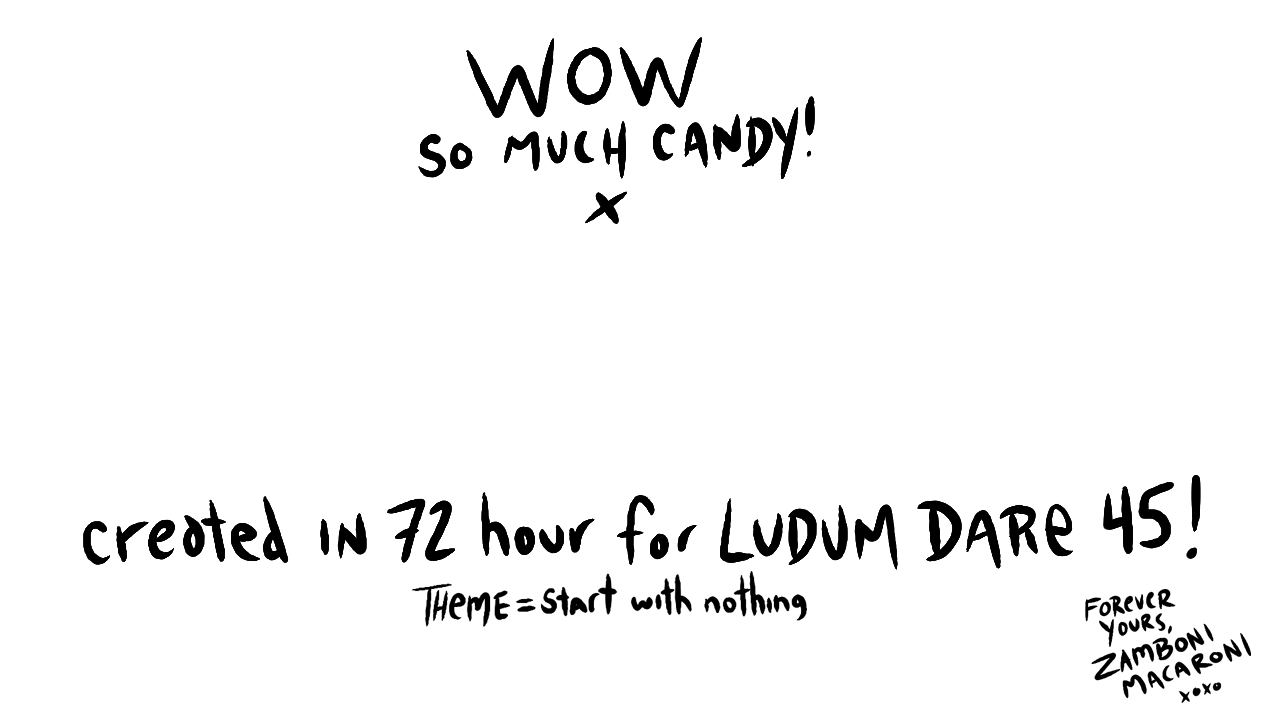 WOW
SO MUCH CANDY!
X
created IN 72 hour for LUDUM DARe 45!
THeME = Start with nothing
FOReVER
YOURS,
ZAMBONI
MACARONI
xoxo